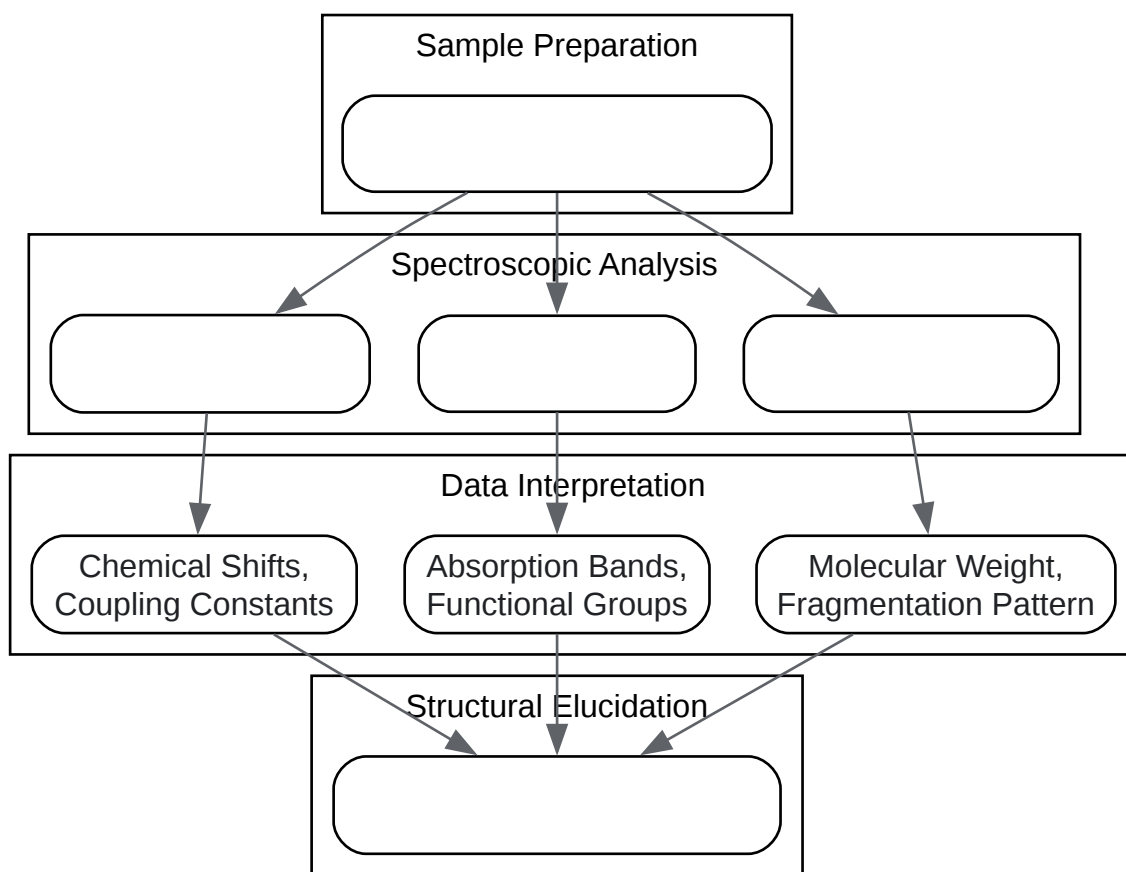 Sample Preparation
Spectroscopic Analysis
Data Interpretation
Chemical Shifts,
Coupling Constants
Absorption Bands,
Functional Groups
Molecular Weight,
Fragmentation Pattern
Structural Elucidation